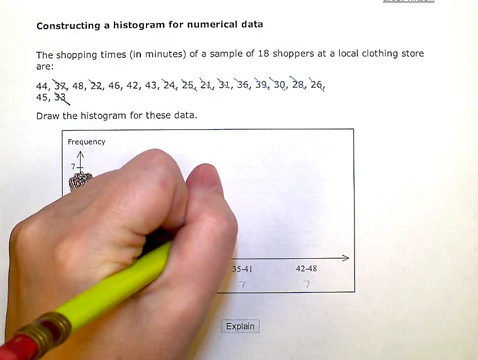 Constructing a histogram for numerical data
The shopping times (in minutes) of a sample of 18 shoppers at a local clothing store
are:
44, 37, 48, 22, 46, 42, 43, 24, 25, 21, 31, 36, 39, 30, 28, 26,
45, 33
Draw the histogram for these data.
Frequency
7
35-41 42-48
? ?
Explain